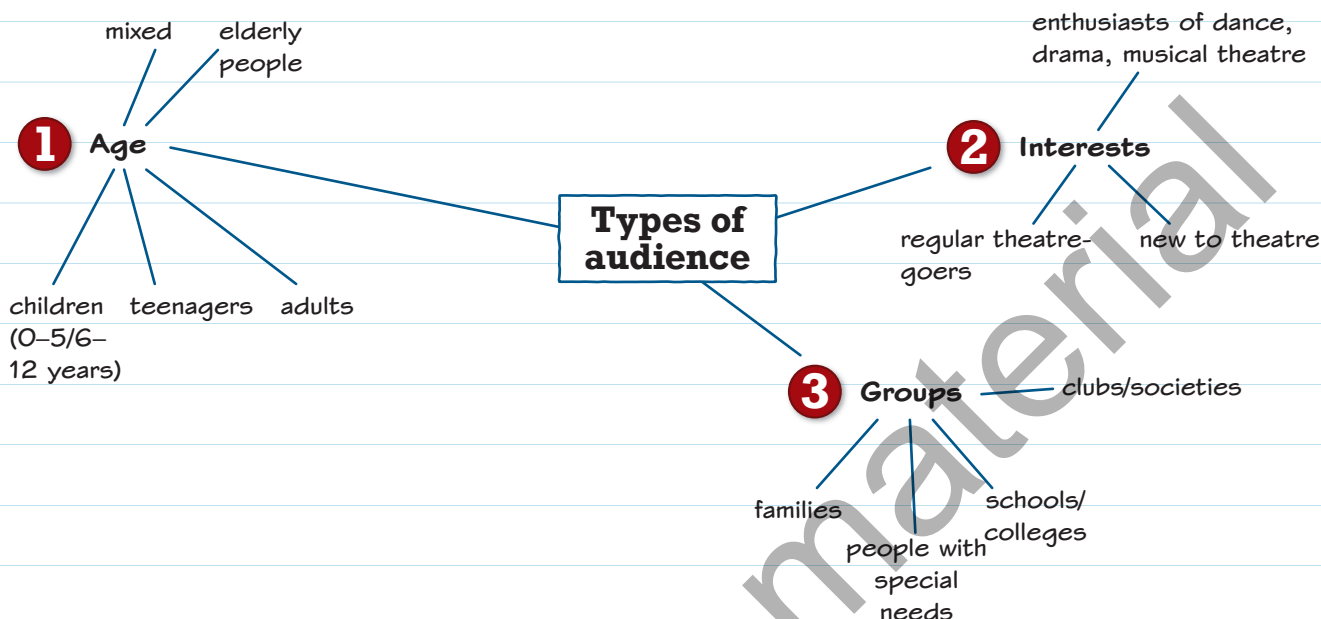 mixed
elderly
people
1 Age
children
(0–5/6–
12 years)
teenagers
adults
Types of
audience
enthusiasts of dance,
drama, musical theatre
2 Interests
regular theatre-
goers
new to theatre
3 Groups
clubs/societies
families
people with
special
needs
schools/
colleges
material